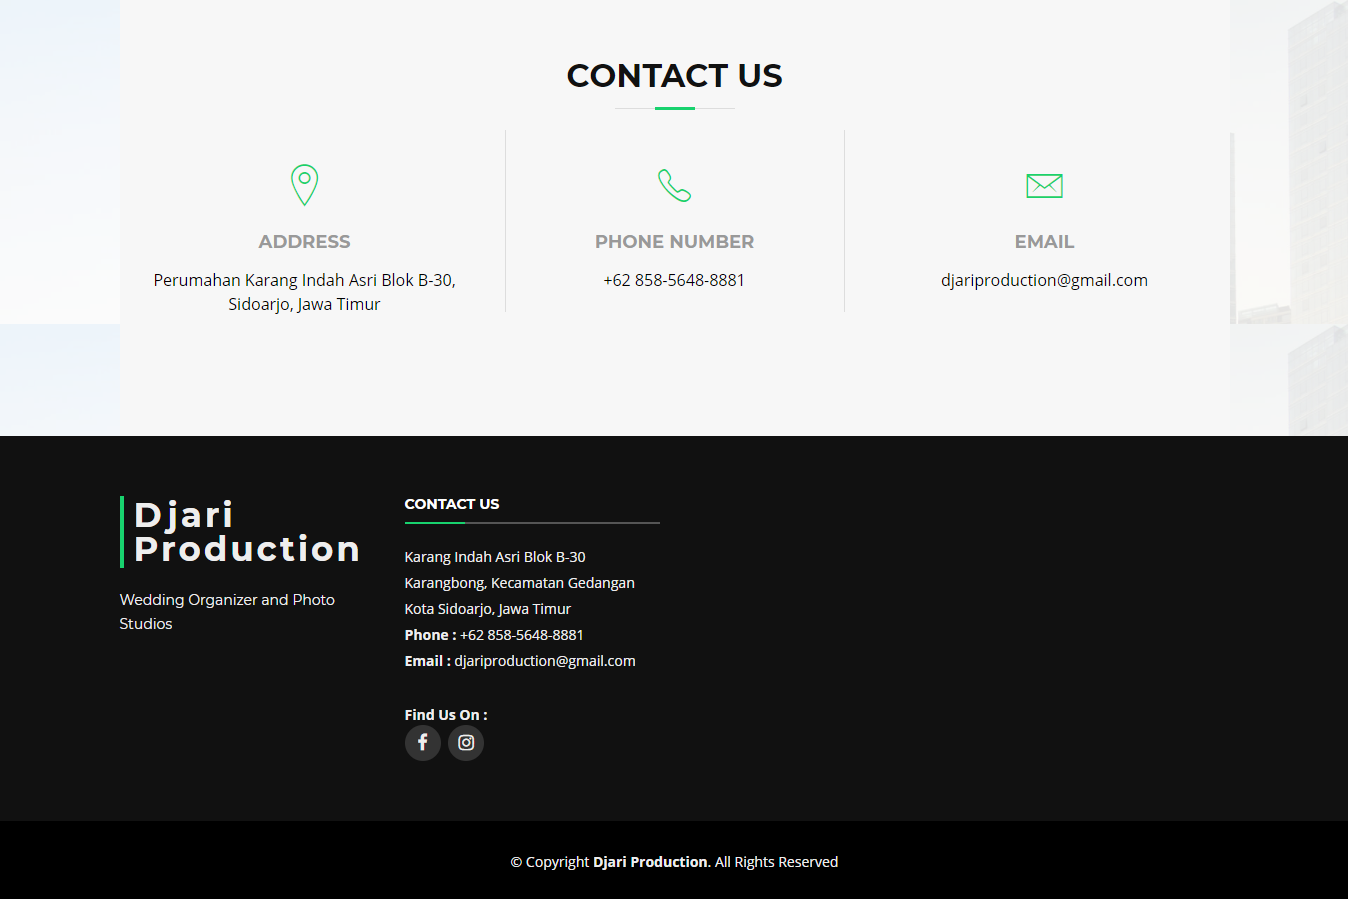 CONTACT US
ADDRESS
Perumahan Karang Indah Asri Blok B-30,
Sidoarjo, Jawa Timur
PHONE NUMBER
+62 858-5648-8881
EMAIL
djariproduction@gmail.com
Djari
Production
Wedding Organizer and Photo
Studios
CONTACT US
Karang Indah Asri Blok B-30
Karangbong, Kecamatan Gedangan
Kota Sidoarjo, Jawa Timur
Phone : +62 858-5648-8881
Email : djariproduction@gmail.com
Find Us On :
© Copyright Djari Production. All Rights Reserved